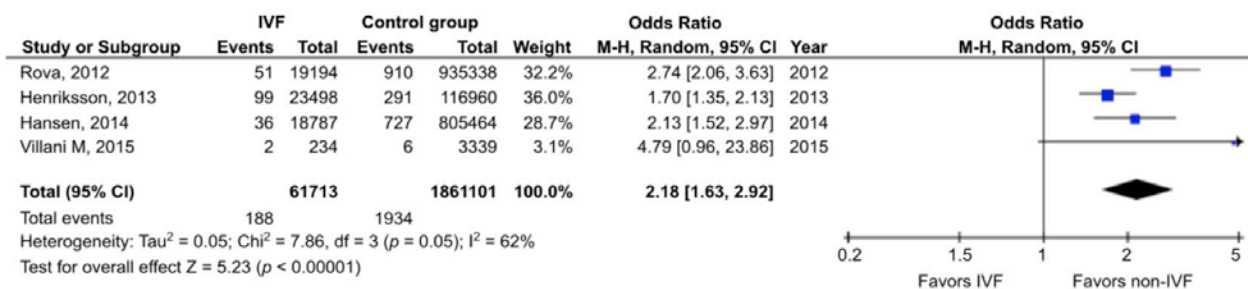 IVF Control group Odds Ratio Odds Ratio
Study or Subgroup Events Total Events Total Weight M-H, Random, 95% CI Year M-H, Random, 95% CI
Rova, 2012 51 19194 910 935338 32.2% 2.74 [2.06, 3.63] 2012
Henriksson, 2013 99 23498 291 116960 36.0% 1.70 [1.35, 2.13] 2013
Hansen, 2014 36 18787 727 805464 28.7% 2.13 [1.52, 2.97] 2014
Villani M, 2015 2 234 6 3339 3.1% 4.79 [0.96, 23.86] 2015
Total (95% CI) 61713 1861101 100.0% 2.18 [1.63, 2.92]
Total events 188 1934
Heterogeneity: Tau² = 0.05; Chi² = 7.86, df = 3 (p = 0.05); I² = 62%
Test for overall effect Z = 5.23 (p < 0.00001)
0.2 1.5 1 2 5
Favors IVF Favors non-IVF